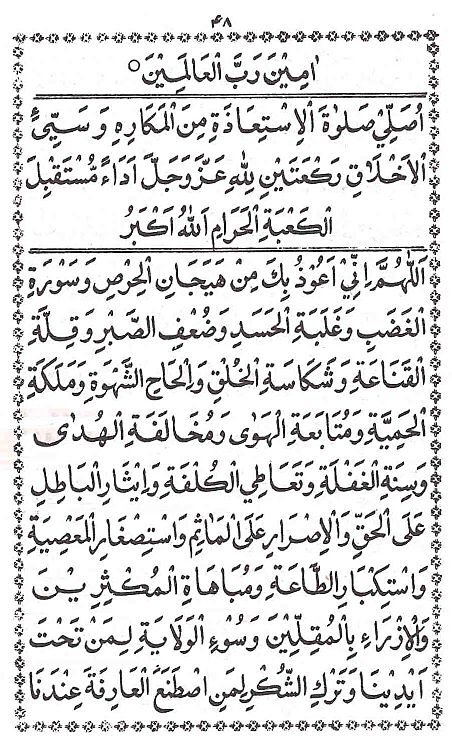 ۴۸
اٰمِيْنَ رَبَّ الْعَالَمِيْنَ ○
اُصَلِّيْ صَلٰوةَ الْاِسْتِعَاذَةِ مِنَ الْمَكَارِهِ وَ سَيِّئِ
الْاَخْلَاقِ رَكْعَتَيْنِ لِلّٰهِ عَزَّ وَجَلَّ اَدَاءً مُّسْتَقْبِلَ
الْكَعْبَةِ الْحَرَامِ اَللّٰهُ اَكْبَرُ
اَللّٰهُمَّ اِنِّيْ اَعُوْذُ بِكَ مِنْ هَيَجَانِ الْحِرْصِ وَسَوْرَةِ
الْغَضَبِ وَغَلَبَةِ الْحَسَدِ وَضُعْفِ الصَّبْرِ وَ قِلَّةِ
الْقَنَاعَةِ وَشَكَاسَةِ الْخُلُقِ وَاِلْحَاحِ الشَّهْوَةِ وَمَلَكَةِ
الْحَمِيَّةِ وَمُتَابَعَةِ الْهَوٰى وَمُخَالَفَةِ الْهُدٰى
وَسِنَةِ الْغَفْلَةِ وَتَعَاطِي الْكُلْفَةِ وَاِيْثَارِ الْبَاطِلِ
عَلَى الْحَقِّ وَالْاِصْرَارِ عَلَى الْمَاٰثِمِ وَاسْتِصْغَارِ الْمَعْصِيَةِ
وَاسْتِكْبَارِ الطَّاعَةِ وَمُبَاهَاةِ الْمُكْثِرِيْنَ
وَالْاِزْرَاءِ بِالْمُقِلِّيْنَ وَسُوْءِ الْوَلَايَةِ لِمَنْ تَحْتَ
اَيْدِيْنَا وَتَرْكِ الشُّكْرِ لِمَنِ اصْطَنَعَ الْعَارِفَةَ عِنْدَنَا